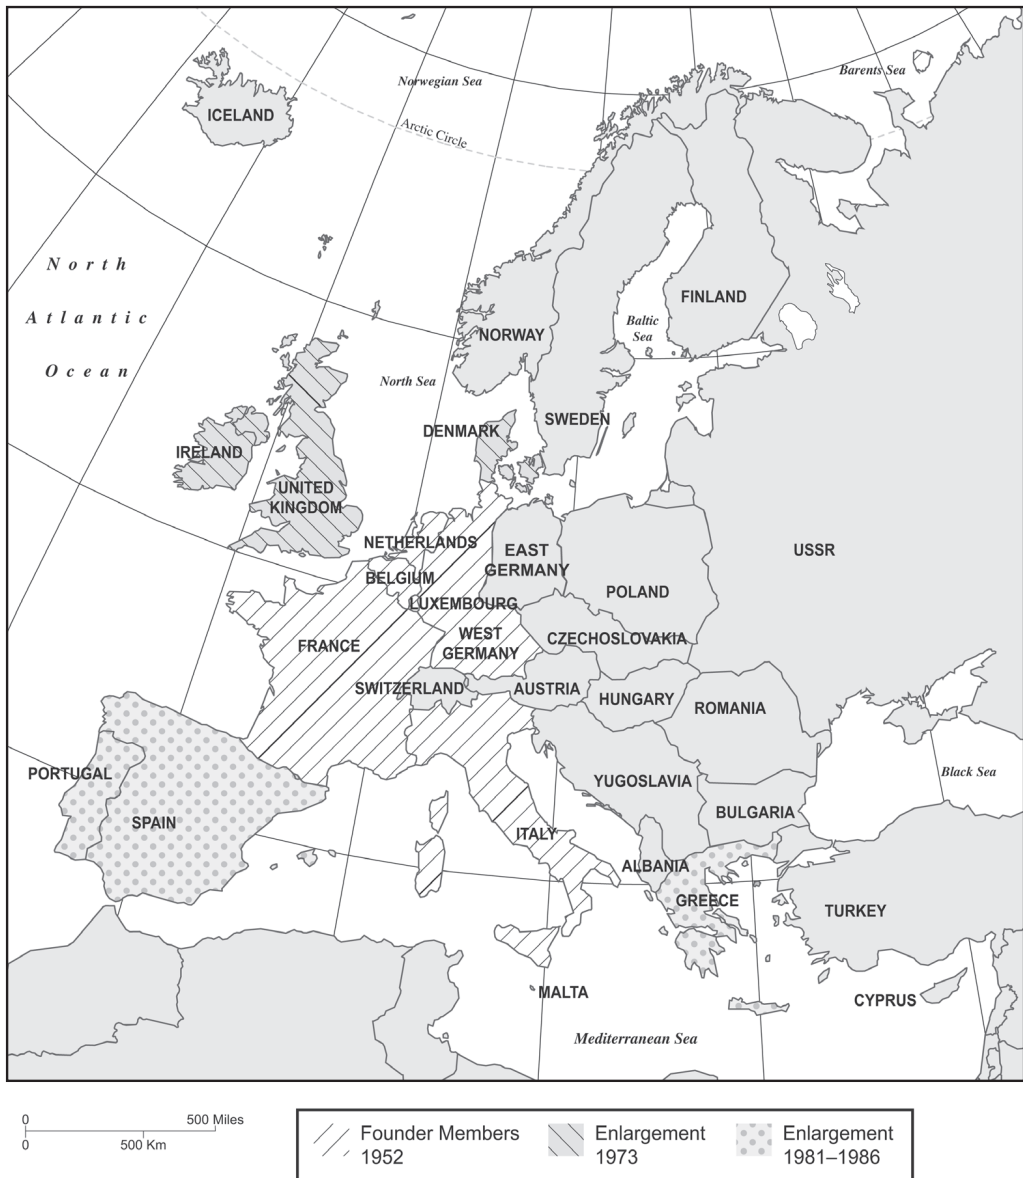 Norwegian Sea
Barents Sea
ICELAND
Arctic Circle
North
Atlantic
Ocean
FINLAND
NORWAY
Baltic
Sea
North Sea
SWEDEN
DENMARK
IRELAND
UNITED
KINGDOM
NETHERLANDS
EAST
GERMANY
USSR
BELGIUM
POLAND
LUXEMBOURG
WEST
GERMANY
CZECHOSLOVAKIA
FRANCE
SWITZERLAND
AUSTRIA
HUNGARY
ROMANIA
PORTUGAL
YUGOSLAVIA
Black Sea
SPAIN
BULGARIA
ITALY
ALBANIA
GREECE
TURKEY
MALTA
CYPRUS
Mediterranean Sea
0 500 Miles
0 500 Km
Founder Members
1952
Enlargement
1973
Enlargement
1981–1986